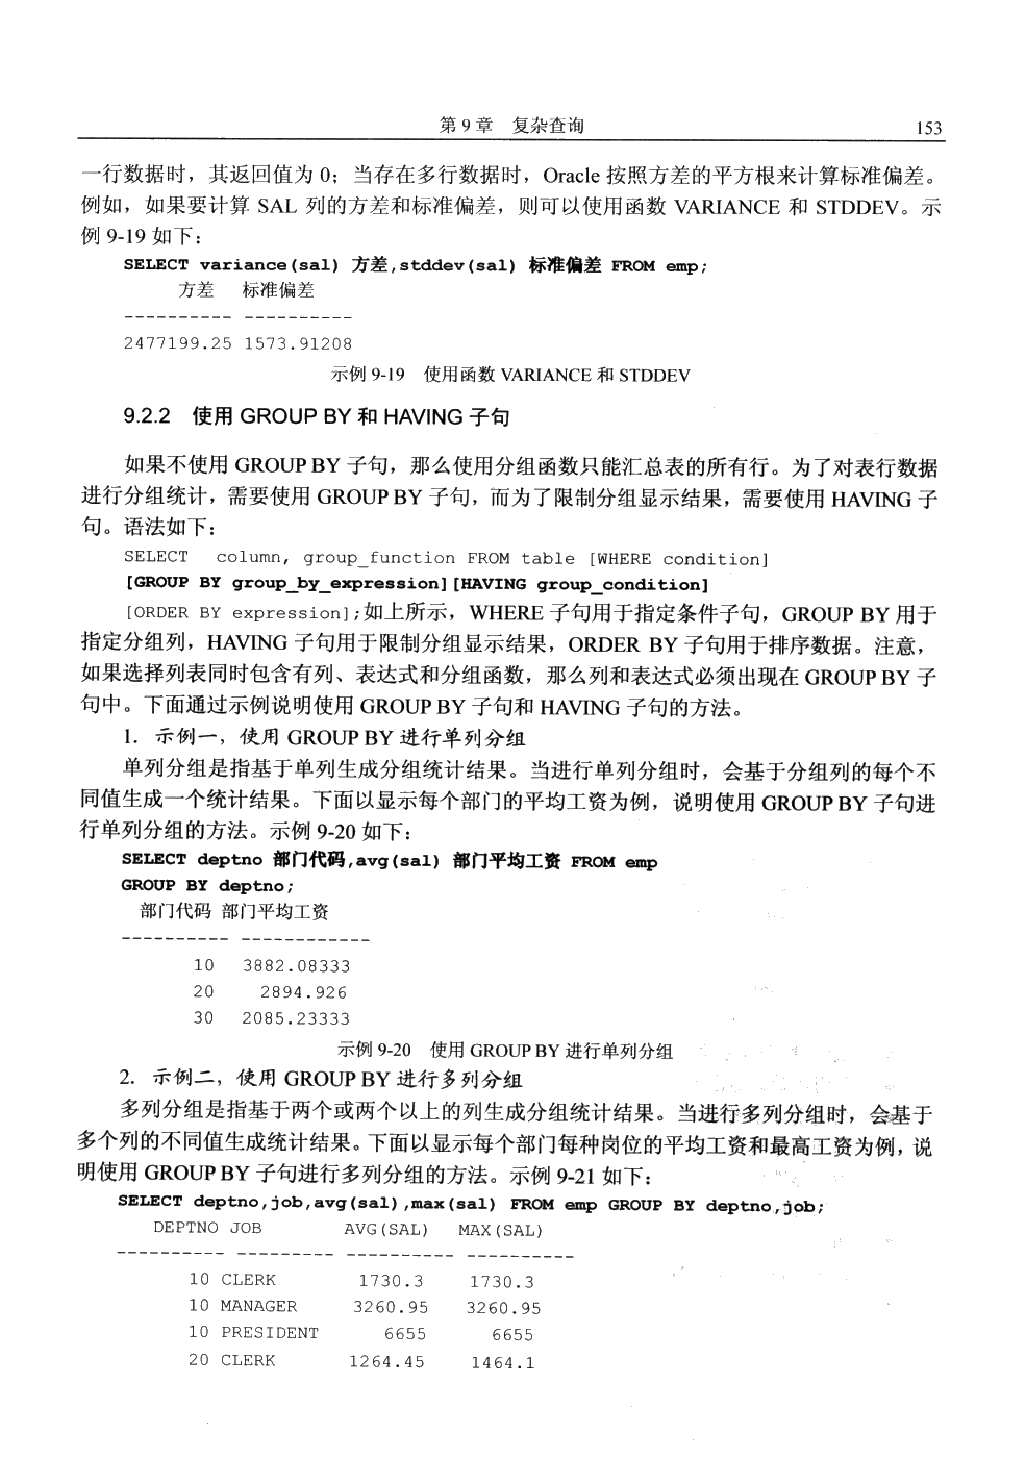 第 9 章 复杂查询 153
一行数据时，其返回值为 0；当存在多行数据时，Oracle 按照方差的平方根来计算标准偏差。
例如，如果要计算 SAL 列的方差和标准偏差，则可以使用函数 VARIANCE 和 STDDEV。示
例 9-19 如下：
SELECT variance(sal) 方差,stddev(sal) 标准偏差 FROM emp;
方差 标准偏差
---------- ----------
2477199.25 1573.91208
示例 9-19 使用函数 VARIANCE 和 STDDEV
9.2.2 使用 GROUP BY 和 HAVING 子句
如果不使用 GROUP BY 子句，那么使用分组函数只能汇总表的所有行。为了对表行数据
进行分组统计，需要使用 GROUP BY 子句，而为了限制分组显示结果，需要使用 HAVING 子
句。语法如下：
SELECT column, group_function FROM table [WHERE condition]
[GROUP BY group_by_expression][HAVING group_condition]
[ORDER BY expression];如上所示，WHERE 子句用于指定条件子句，GROUP BY 用于
指定分组列，HAVING 子句用于限制分组显示结果，ORDER BY 子句用于排序数据。注意，
如果选择列表同时包含有列、表达式和分组函数，那么列和表达式必须出现在 GROUP BY 子
句中。下面通过示例说明使用 GROUP BY 子句和 HAVING 子句的方法。
1. 示例一，使用 GROUP BY 进行单列分组
单列分组是指基于单列生成分组统计结果。当进行单列分组时，会基于分组列的每个不
同值生成一个统计结果。下面以显示每个部门的平均工资为例，说明使用 GROUP BY 子句进
行单列分组的方法。示例 9-20 如下：
SELECT deptno 部门代码,avg(sal) 部门平均工资 FROM emp
GROUP BY deptno;
部门代码 部门平均工资
---------- ------------
10 3882.08333
20 2894.926
30 2085.23333
示例 9-20 使用 GROUP BY 进行单列分组
2. 示例二，使用 GROUP BY 进行多列分组
多列分组是指基于两个或两个以上的列生成分组统计结果。当进行多列分组时，会基于
多个列的不同值生成统计结果。下面以显示每个部门每种岗位的平均工资和最高工资为例，说
明使用 GROUP BY 子句进行多列分组的方法。示例 9-21 如下：
SELECT deptno,job,avg(sal),max(sal) FROM emp GROUP BY deptno,job;
DEPTNO JOB AVG(SAL) MAX(SAL)
---------- --------- ---------- ----------
10 CLERK 1730.3 1730.3
10 MANAGER 3260.95 3260.95
10 PRESIDENT 6655 6655
20 CLERK 1264.45 1464.1